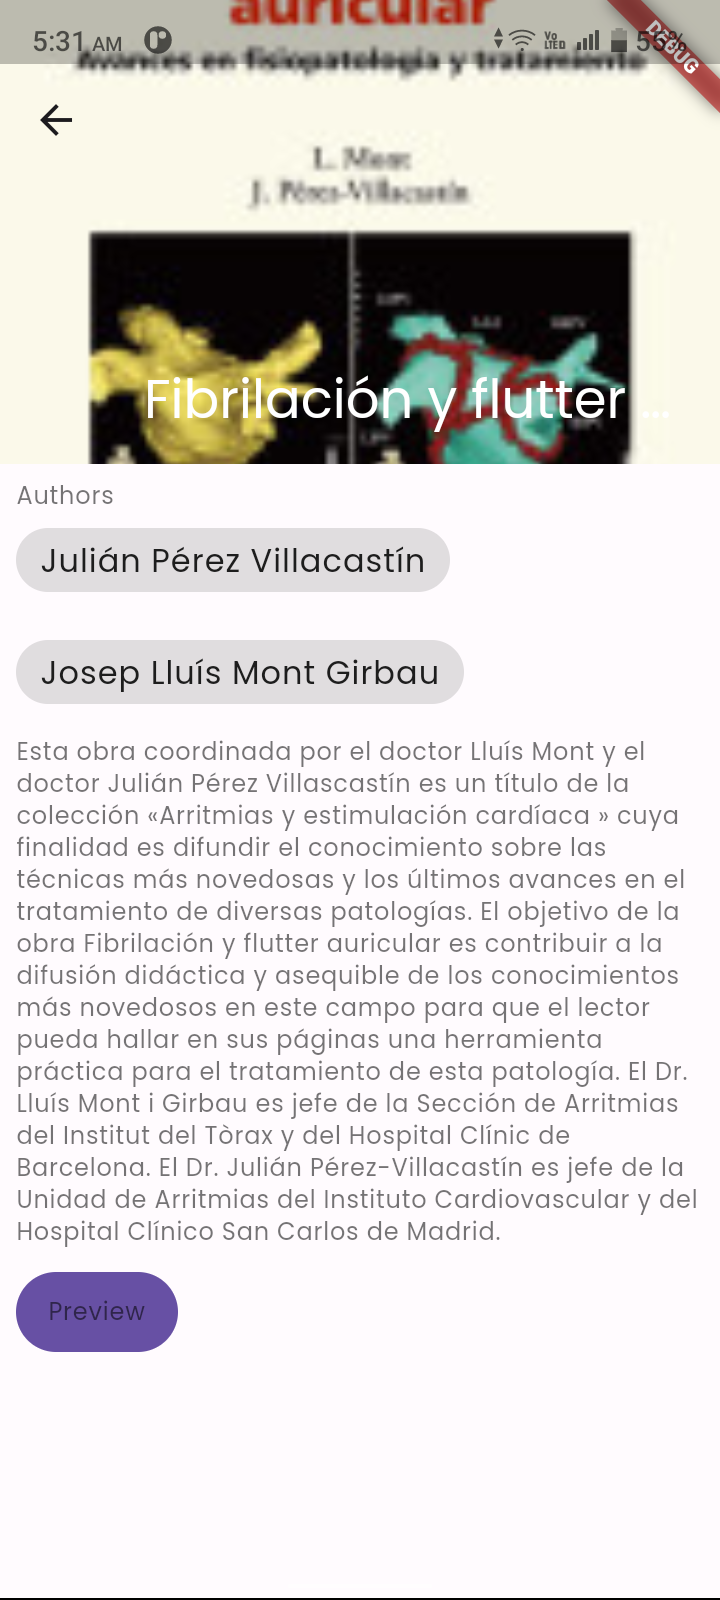 auricular
5:31 AM
Vo LTED
55%
DEBUG
Avances en fisiopatología y tratamiento
L. Mont
J. Pérez-Villacastín
Fibrilación y flutter ...
Authors
Julián Pérez Villacastín
Josep Lluís Mont Girbau
Esta obra coordinada por el doctor Lluís Mont y el
doctor Julián Pérez Villascastín es un título de la
colección «Arritmias y estimulación cardíaca » cuya
finalidad es difundir el conocimiento sobre las
técnicas más novedosas y los últimos avances en el
tratamiento de diversas patologías. El objetivo de la
obra Fibrilación y flutter auricular es contribuir a la
difusión didáctica y asequible de los conocimientos
más novedosos en este campo para que el lector
pueda hallar en sus páginas una herramienta
práctica para el tratamiento de esta patología. El Dr.
Lluís Mont i Girbau es jefe de la Sección de Arritmias
del Institut del Tòrax y del Hospital Clínic de
Barcelona. El Dr. Julián Pérez-Villacastín es jefe de la
Unidad de Arritmias del Instituto Cardiovascular y del
Hospital Clínico San Carlos de Madrid.
Preview